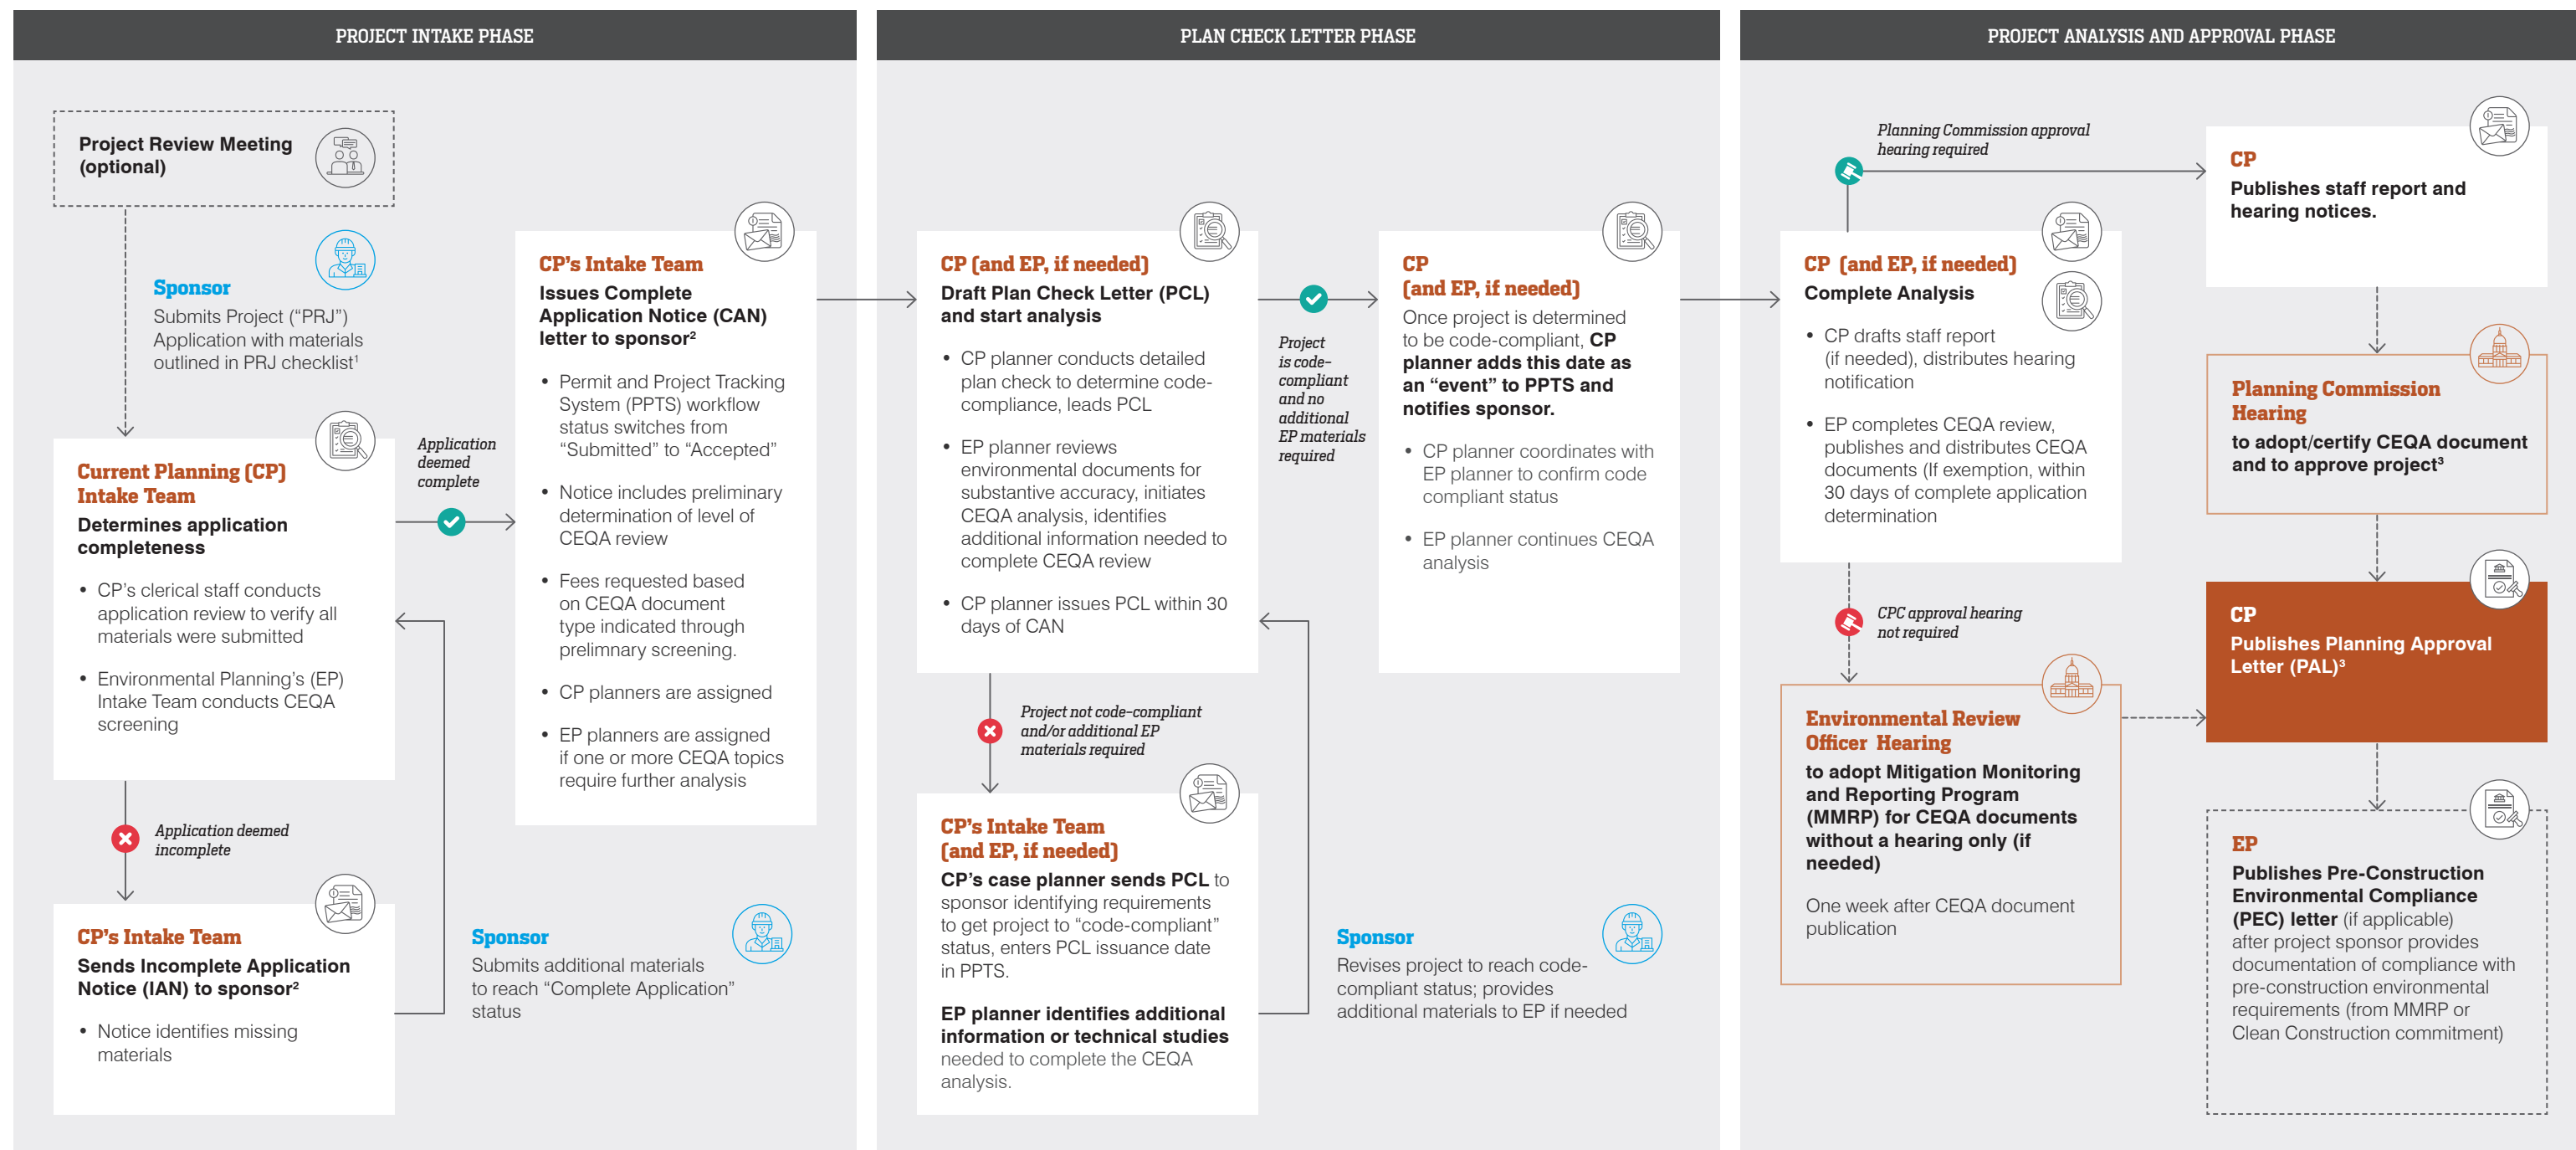 PROJECT INTAKE PHASE
Project Review Meeting
(optional)
Sponsor
Submits Project (“PRJ”)
Application with materials
outlined in PRJ checklist¹
Current Planning (CP)
Intake Team
Determines application
completeness
• CP’s clerical staff conducts
application review to verify all
materials were submitted
• Environmental Planning’s (EP)
Intake Team conducts CEQA
screening
Application
deemed
complete
Application deemed
incomplete
CP’s Intake Team
Sends Incomplete Application
Notice (IAN) to sponsor²
• Notice identifies missing
materials
Sponsor
Submits additional materials
to reach “Complete Application”
status
CP’s Intake Team
Issues Complete
Application Notice (CAN)
letter to sponsor²
• Permit and Project Tracking
System (PPTS) workflow
status switches from
“Submitted” to “Accepted”
• Notice includes preliminary
determination of level of
CEQA review
• Fees requested based
on CEQA document
type indicated through
prelimnary screening.
• CP planners are assigned
• EP planners are assigned
if one or more CEQA topics
require further analysis
PLAN CHECK LETTER PHASE
CP (and EP, if needed)
Draft Plan Check Letter (PCL)
and start analysis
• CP planner conducts detailed
plan check to determine code-
compliance, leads PCL
• EP planner reviews
environmental documents for
substantive accuracy, initiates
CEQA analysis, identifies
additional information needed to
complete CEQA review
• CP planner issues PCL within 30
days of CAN
Project
is code-
compliant
and no
additional
EP materials
required
Project not code-compliant
and/or additional EP
materials required
CP’s Intake Team
(and EP, if needed)
CP’s case planner sends PCL to
sponsor identifying requirements
to get project to “code-compliant”
status, enters PCL issuance date
in PPTS.
EP planner identifies additional
information or technical studies
needed to complete the CEQA
analysis.
Sponsor
Revises project to reach code-
compliant status; provides
additional materials to EP if needed
CP
(and EP, if needed)
Once project is determined
to be code-compliant, CP
planner adds this date as
an “event” to PPTS and
notifies sponsor.
• CP planner coordinates with
EP planner to confirm code
compliant status
• EP planner continues CEQA
analysis
PROJECT ANALYSIS AND APPROVAL PHASE
Planning Commission approval
hearing required
CP (and EP, if needed)
Complete Analysis
• CP drafts staff report
(if needed), distributes hearing
notification
• EP completes CEQA review,
publishes and distributes CEQA
documents (If exemption, within
30 days of complete application
determination
CPC approval hearing
not required
Environmental Review
Officer Hearing
to adopt Mitigation Monitoring
and Reporting Program
(MMRP) for CEQA documents
without a hearing only (if
needed)
One week after CEQA document
publication
CP
Publishes staff report and
hearing notices.
Planning Commission
Hearing
to adopt/certify CEQA document
and to approve project³
CP
Publishes Planning Approval
Letter (PAL)³
EP
Publishes Pre-Construction
Environmental Compliance
(PEC) letter (if applicable)
after project sponsor provides
documentation of compliance with
pre-construction environmental
requirements (from MMRP or
Clean Construction commitment)